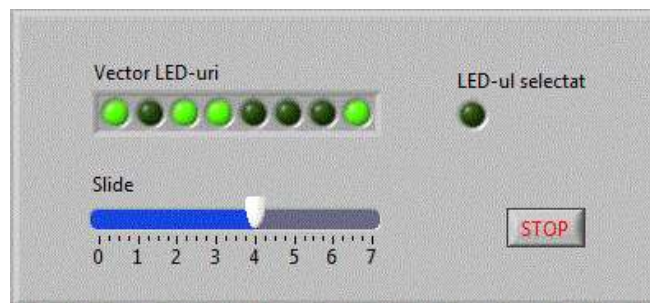 Vector LED-uri
LED-ul selectat
Slide
0 1 2 3 4 5 6 7
STOP